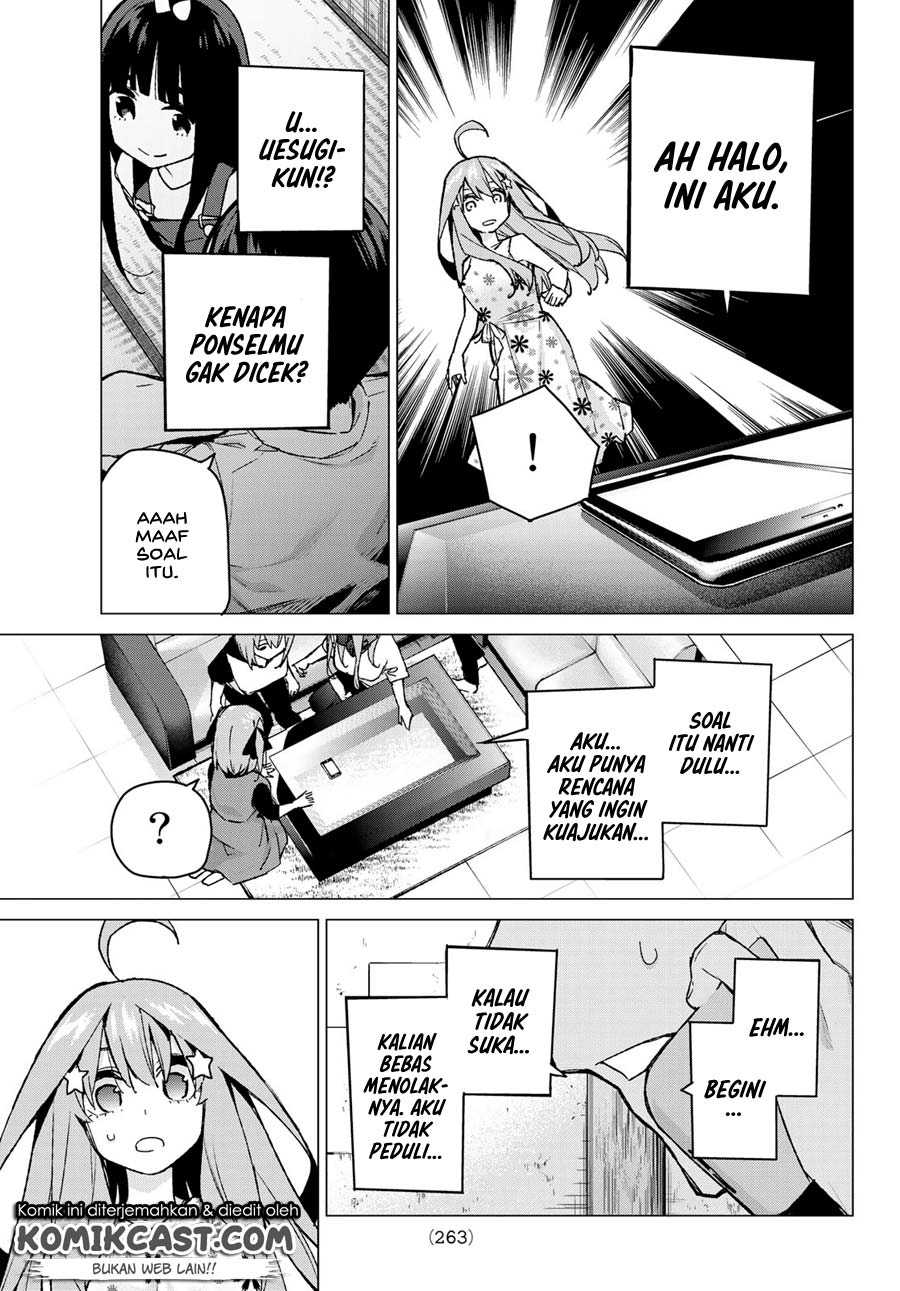 AH HALO,
INI AKU.
!
U...
UESUGI-
KUN!?
KENAPA
PONSELMU
GAK DICEK?
AAAH
MAAF
SOAL
ITU.
SOAL
ITU NANTI
DULU...
AKU...
AKU PUNYA
RENCANA
YANG INGIN
KUAJUKAN...
?
EHM...
BEGINI
...
KALAU
TIDAK
SUKA...
KALIAN
BEBAS
MENOLAK-
NYA. AKU
TIDAK
PEDULI...
Komik ini diterjemahkan & diedit oleh
KOMIKCAST.COM
BUKAN WEB LAIN!!
(263)